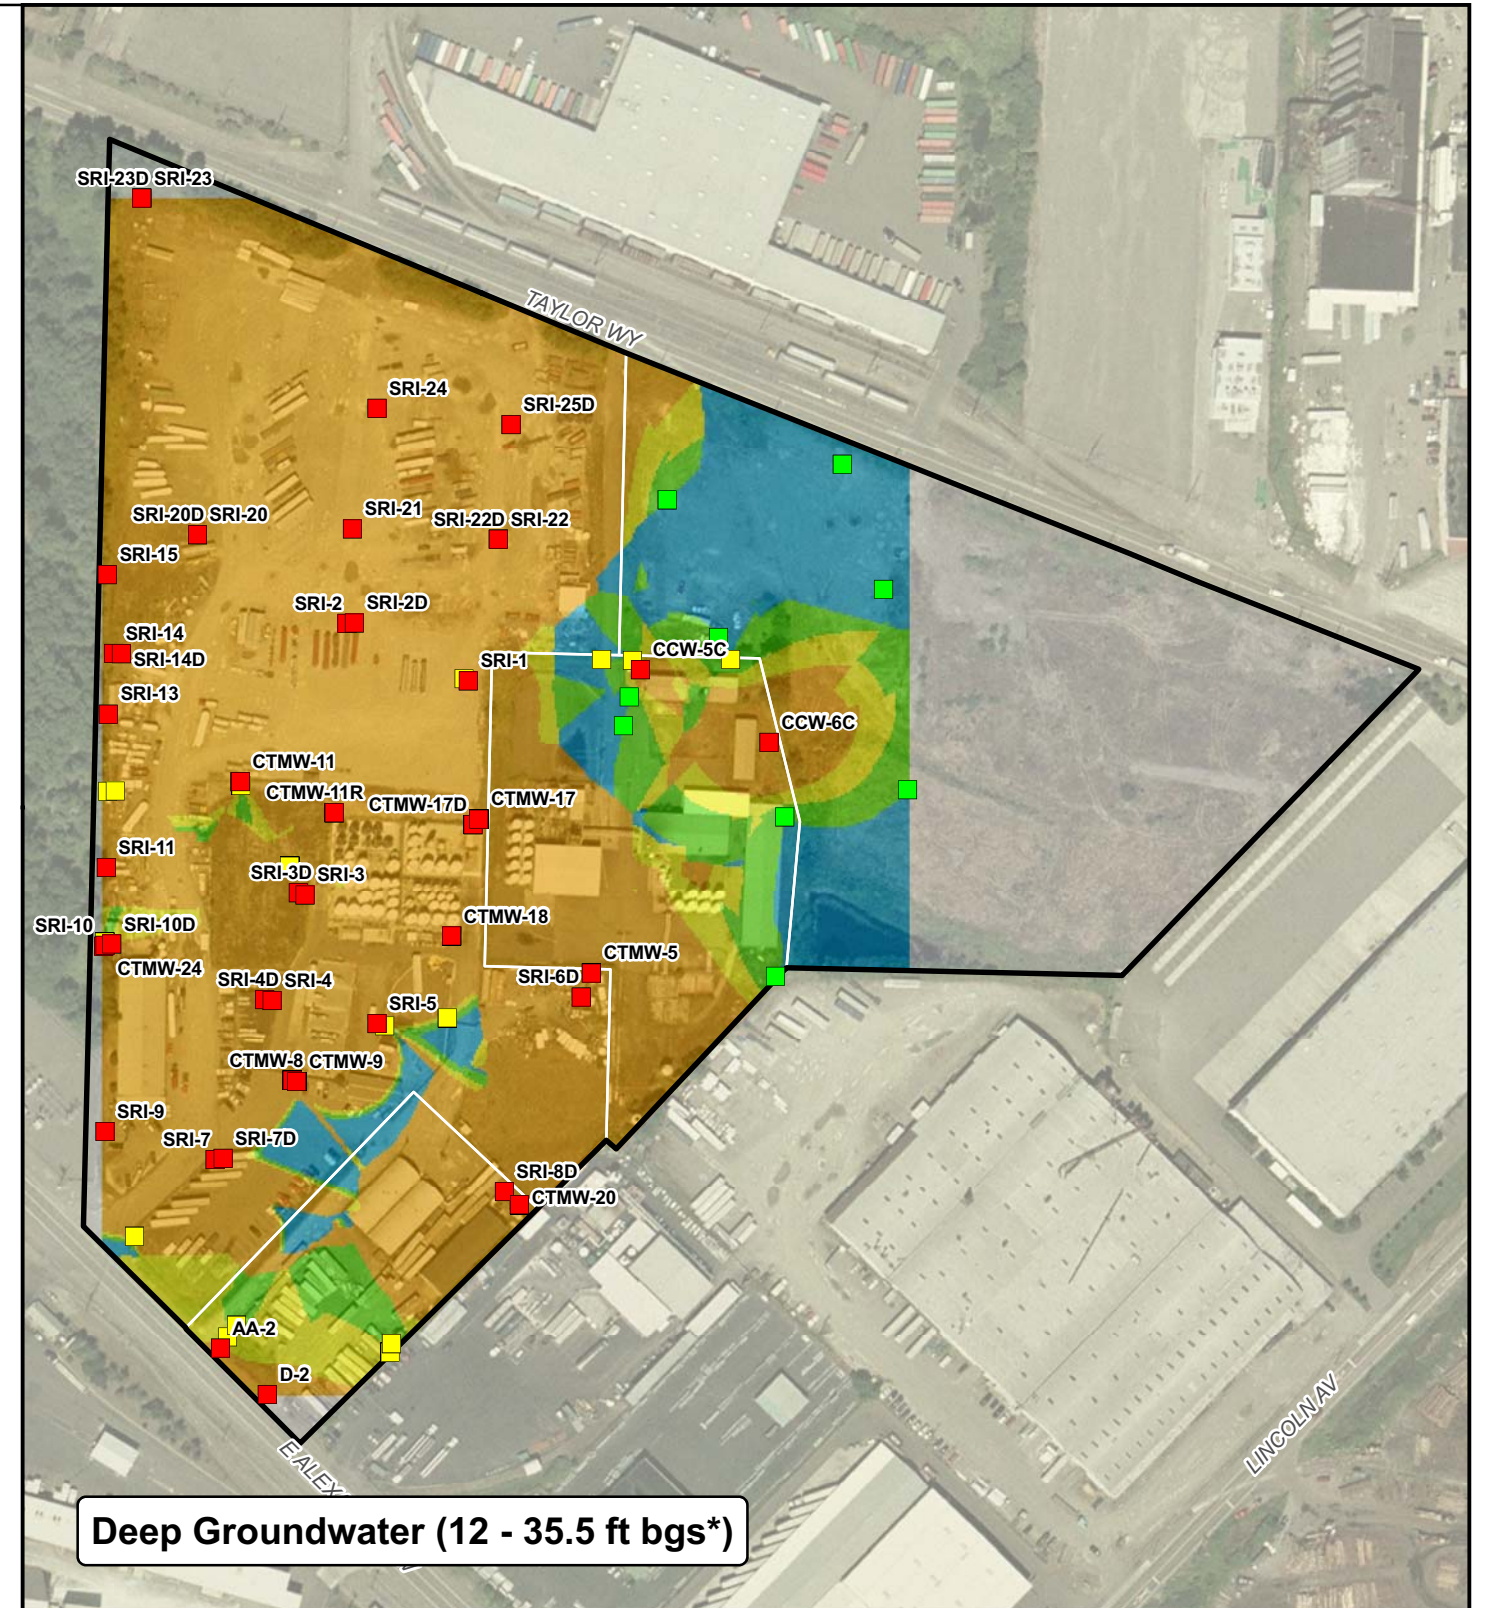 SRI-23D SRI-23
TAYLOR WY
SRI-24
SRI-25D
SRI-20D SRI-20
SRI-21
SRI-22D SRI-22
SRI-15
SRI-2
SRI-2D
SRI-14
SRI-14D
CCW-5C
SRI-1
SRI-13
CCW-6C
CTMW-11
CTMW-11R
CTMW-17D
CTMW-17
SRI-11
SRI-3D SRI-3
CTMW-18
SRI-10
SRI-10D
CTMW-24
CTMW-5
SRI-6D
SRI-4D SRI-4
SRI-5
CTMW-8 CTMW-9
SRI-9
SRI-7
SRI-7D
SRI-8D
CTMW-20
AA-2
D-2
LINCOLN AV
E ALEX
Deep Groundwater (12 - 35.5 ft bgs*)